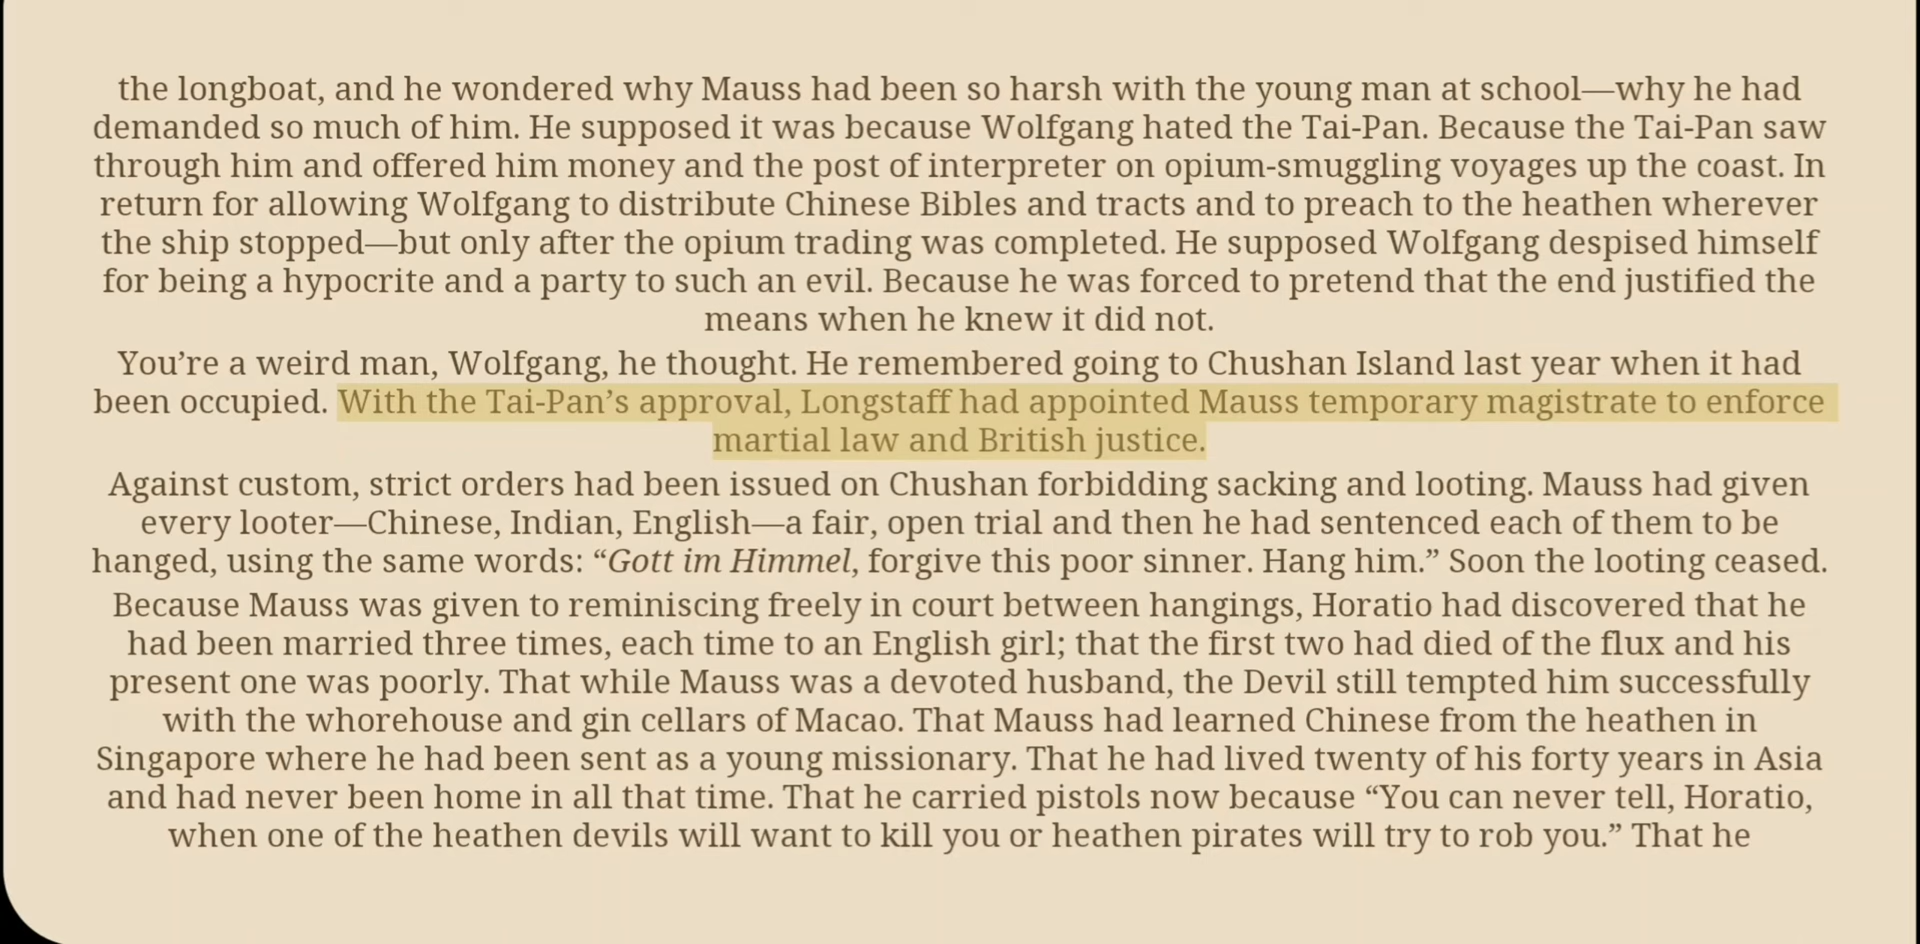 the longboat, and he wondered why Mauss had been so harsh with the young man at school—why he had
demanded so much of him. He supposed it was because Wolfgang hated the Tai-Pan. Because the Tai-Pan saw
through him and offered him money and the post of interpreter on opium-smuggling voyages up the coast. In
return for allowing Wolfgang to distribute Chinese Bibles and tracts and to preach to the heathen wherever
the ship stopped—but only after the opium trading was completed. He supposed Wolfgang despised himself
for being a hypocrite and a party to such an evil. Because he was forced to pretend that the end justified the
means when he knew it did not.
You’re a weird man, Wolfgang, he thought. He remembered going to Chushan Island last year when it had
been occupied. With the Tai-Pan’s approval, Longstaff had appointed Mauss temporary magistrate to enforce
martial law and British justice.
Against custom, strict orders had been issued on Chushan forbidding sacking and looting. Mauss had given
every looter—Chinese, Indian, English—a fair, open trial and then he had sentenced each of them to be
hanged, using the same words: “Gott im Himmel, forgive this poor sinner. Hang him.” Soon the looting ceased.
Because Mauss was given to reminiscing freely in court between hangings, Horatio had discovered that he
had been married three times, each time to an English girl; that the first two had died of the flux and his
present one was poorly. That while Mauss was a devoted husband, the Devil still tempted him successfully
with the whorehouse and gin cellars of Macao. That Mauss had learned Chinese from the heathen in
Singapore where he had been sent as a young missionary. That he had lived twenty of his forty years in Asia
and had never been home in all that time. That he carried pistols now because “You can never tell, Horatio,
when one of the heathen devils will want to kill you or heathen pirates will try to rob you.” That he